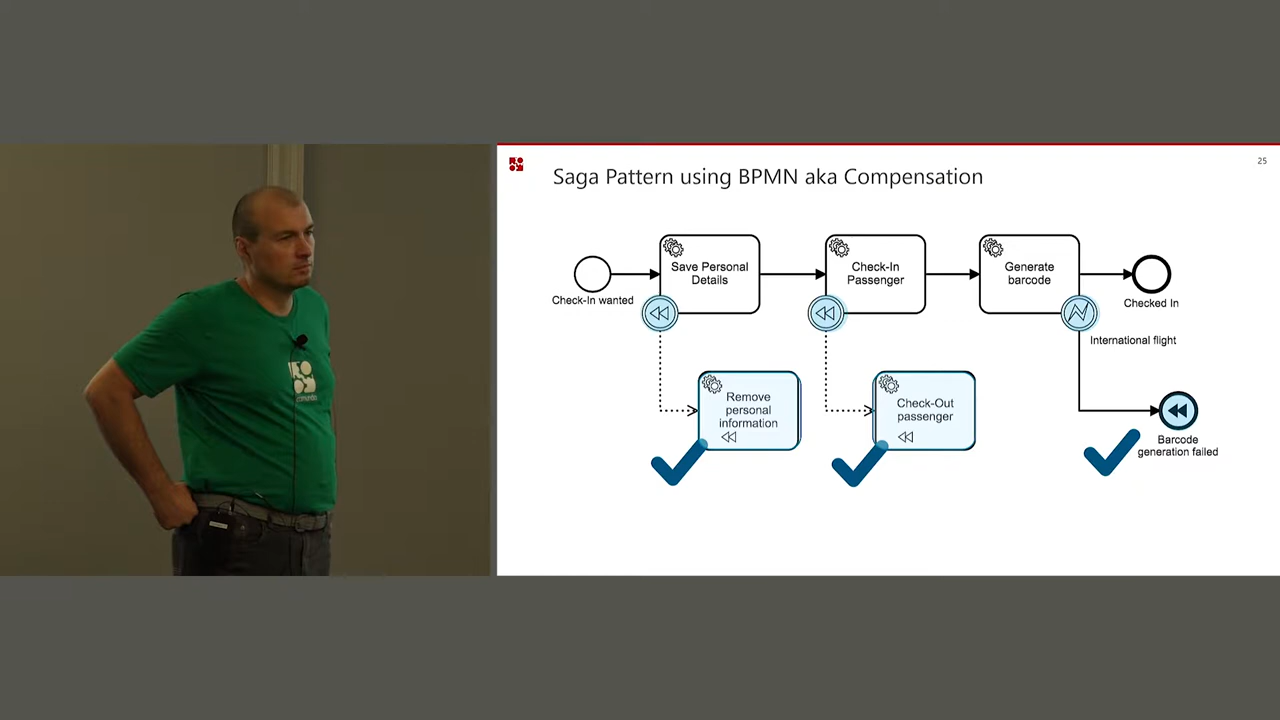 25
Saga Pattern using BPMN aka Compensation
Save Personal
Details
Check-In
Passenger
Generate
barcode
Check-In wanted
Checked In
International flight
Remove
personal
information
Check-Out
passenger
Barcode
generation failed